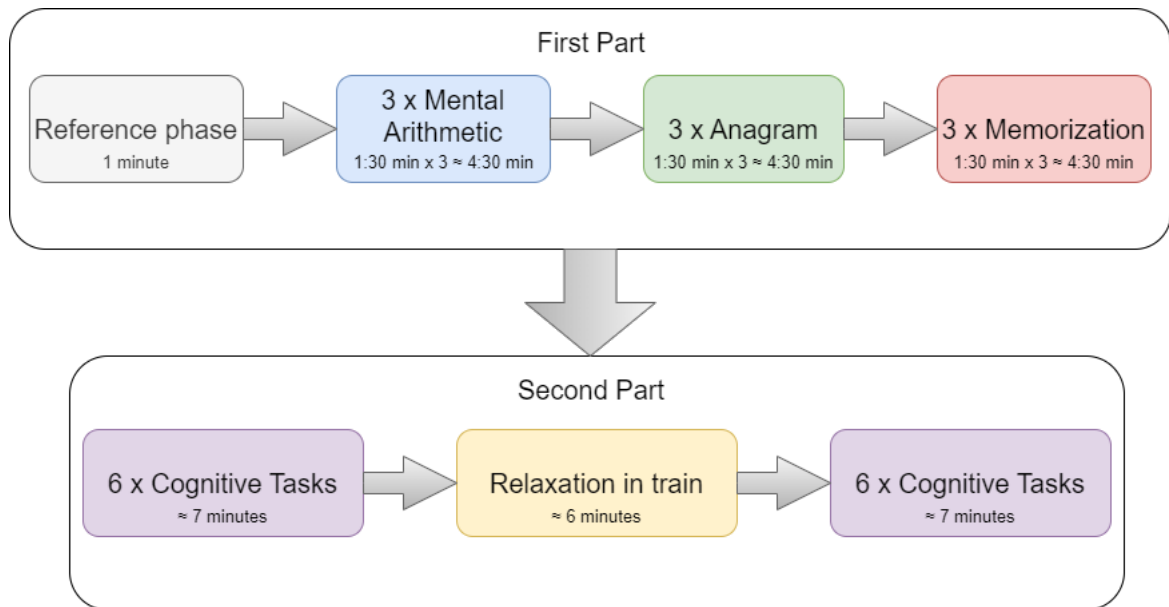 First Part
Reference phase
1 minute
3 x Mental
Arithmetic
1:30 min x 3 ≈ 4:30 min
3 x Anagram
1:30 min x 3 ≈ 4:30 min
3 x Memorization
1:30 min x 3 ≈ 4:30 min
Second Part
6 x Cognitive Tasks
≈ 7 minutes
Relaxation in train
≈ 6 minutes
6 x Cognitive Tasks
≈ 7 minutes